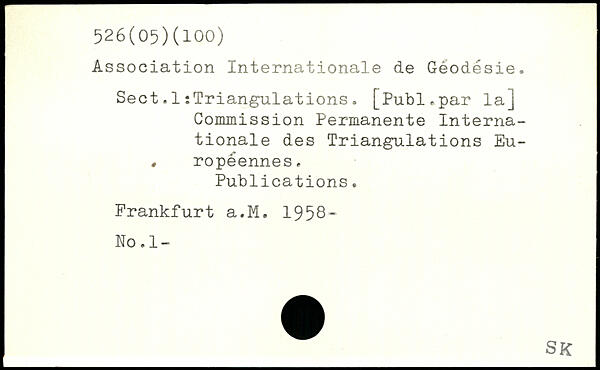 526(05)(100)
Association Internationale de Géodésie.
Sect.1:Triangulations. [Publ.par la]
Commission Permanente Interna-
tionale des Triangulations Eu-
ropéennes.
Publications.
Frankfurt a.M. 1958-
No.1-
SK